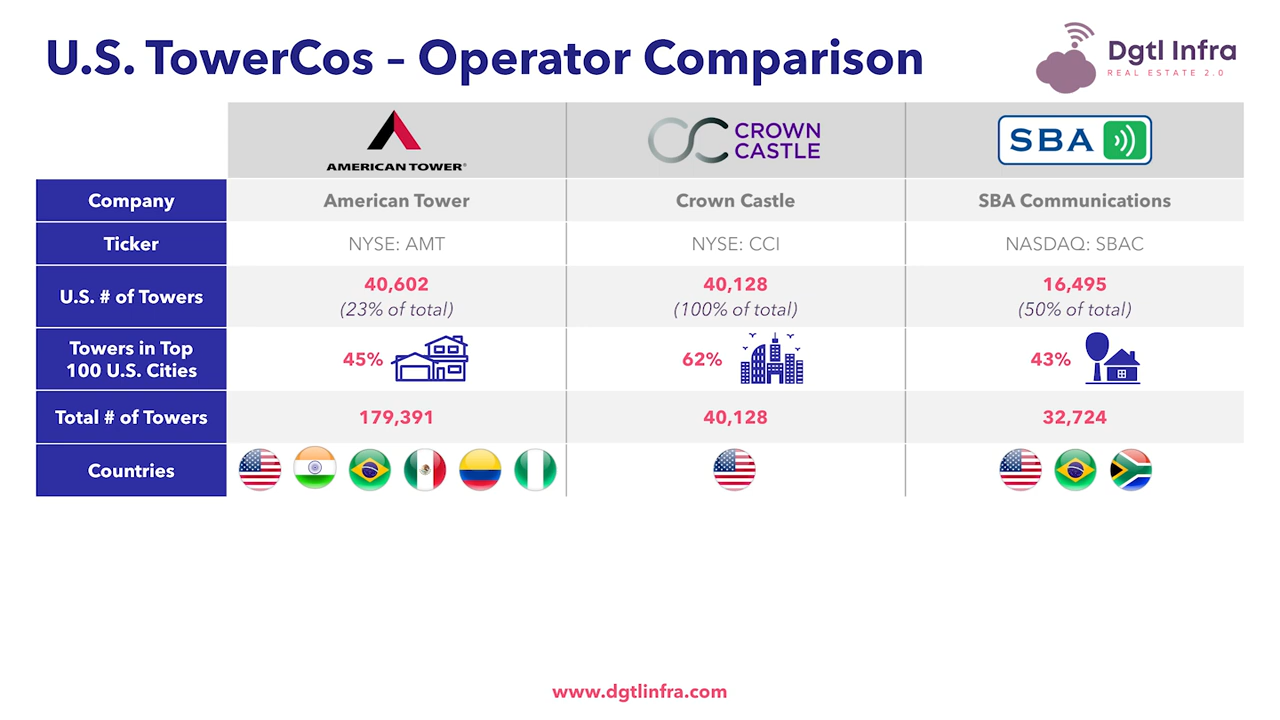 U.S. TowerCos – Operator Comparison
Dgtl Infra
REAL ESTATE 2.0
AMERICAN TOWER®
CROWN
CASTLE
SBA
Company
American Tower
Crown Castle
SBA Communications
Ticker
NYSE: AMT
NYSE: CCI
NASDAQ: SBAC
U.S. # of Towers
40,602
(23% of total)
40,128
(100% of total)
16,495
(50% of total)
Towers in Top
100 U.S. Cities
45%
62%
43%
Total # of Towers
179,391
40,128
32,724
Countries
www.dgtlinfra.com